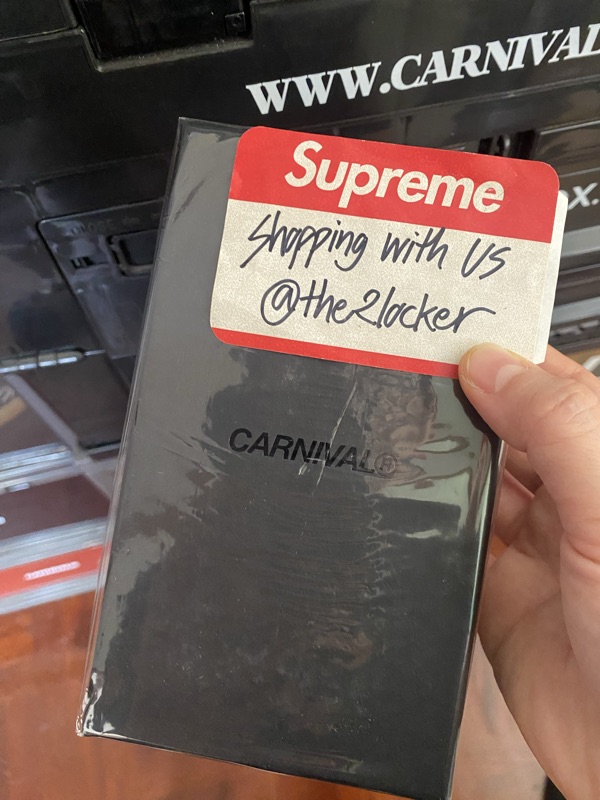 WWW.CARNIVAL
X.
Supreme
Shopping with us
@the2locker
CARNIVAL®